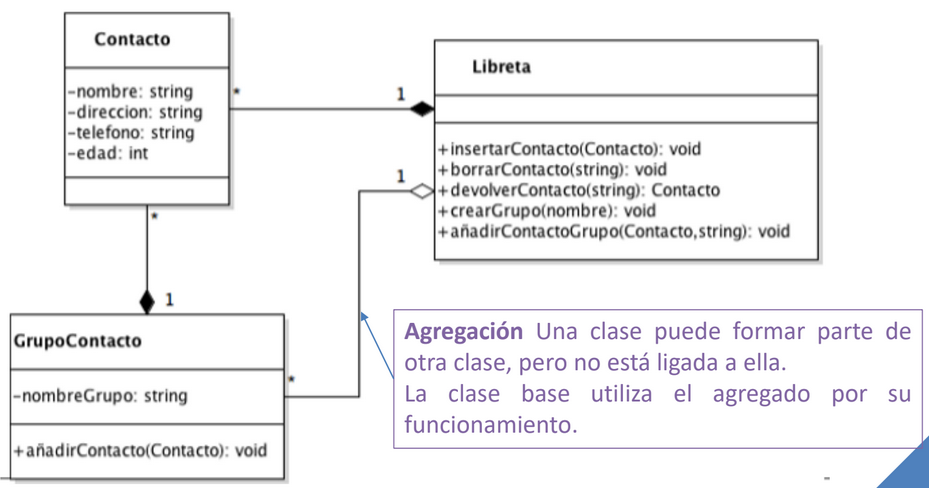 Contacto
-nombre: string
-direccion: string
-telefono: string
-edad: int
*
1
Libreta
+insertarContacto(Contacto): void
+borrarContacto(string): void
+devolverContacto(string): Contacto
+crearGrupo(nombre): void
+añadirContactoGrupo(Contacto,string): void
1
*
1
GrupoContacto
-nombreGrupo: string
+añadirContacto(Contacto): void
*
Agregación Una clase puede formar parte de
otra clase, pero no está ligada a ella.
La clase base utiliza el agregado por su
funcionamiento.